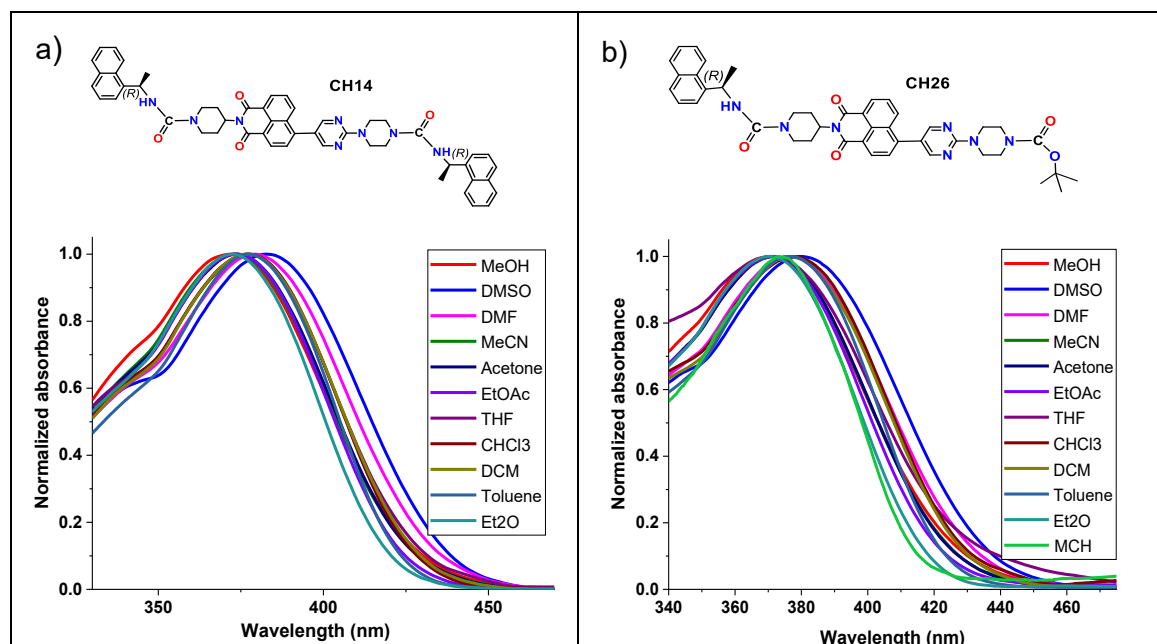 a)
CH14
(R)
NH
C
O
N
O
N
O
N
N
N
N
C
O
NH
(R)
Normalized absorbance
1.0
0.8
0.6
0.4
0.2
0.0
350
400
450
Wavelength (nm)
MeOH
DMSO
DMF
MeCN
Acetone
EtOAc
THF
CHCl3
DCM
Toluene
Et2O
b)
CH26
(R)
NH
C
O
N
O
N
O
N
N
N
N
C
O
O
Normalized absorbance
1.0
0.8
0.6
0.4
0.2
0.0
340
360
380
400
420
440
460
Wavelength (nm)
MeOH
DMSO
DMF
MeCN
Acetone
EtOAc
THF
CHCl3
DCM
Toluene
Et2O
MCH